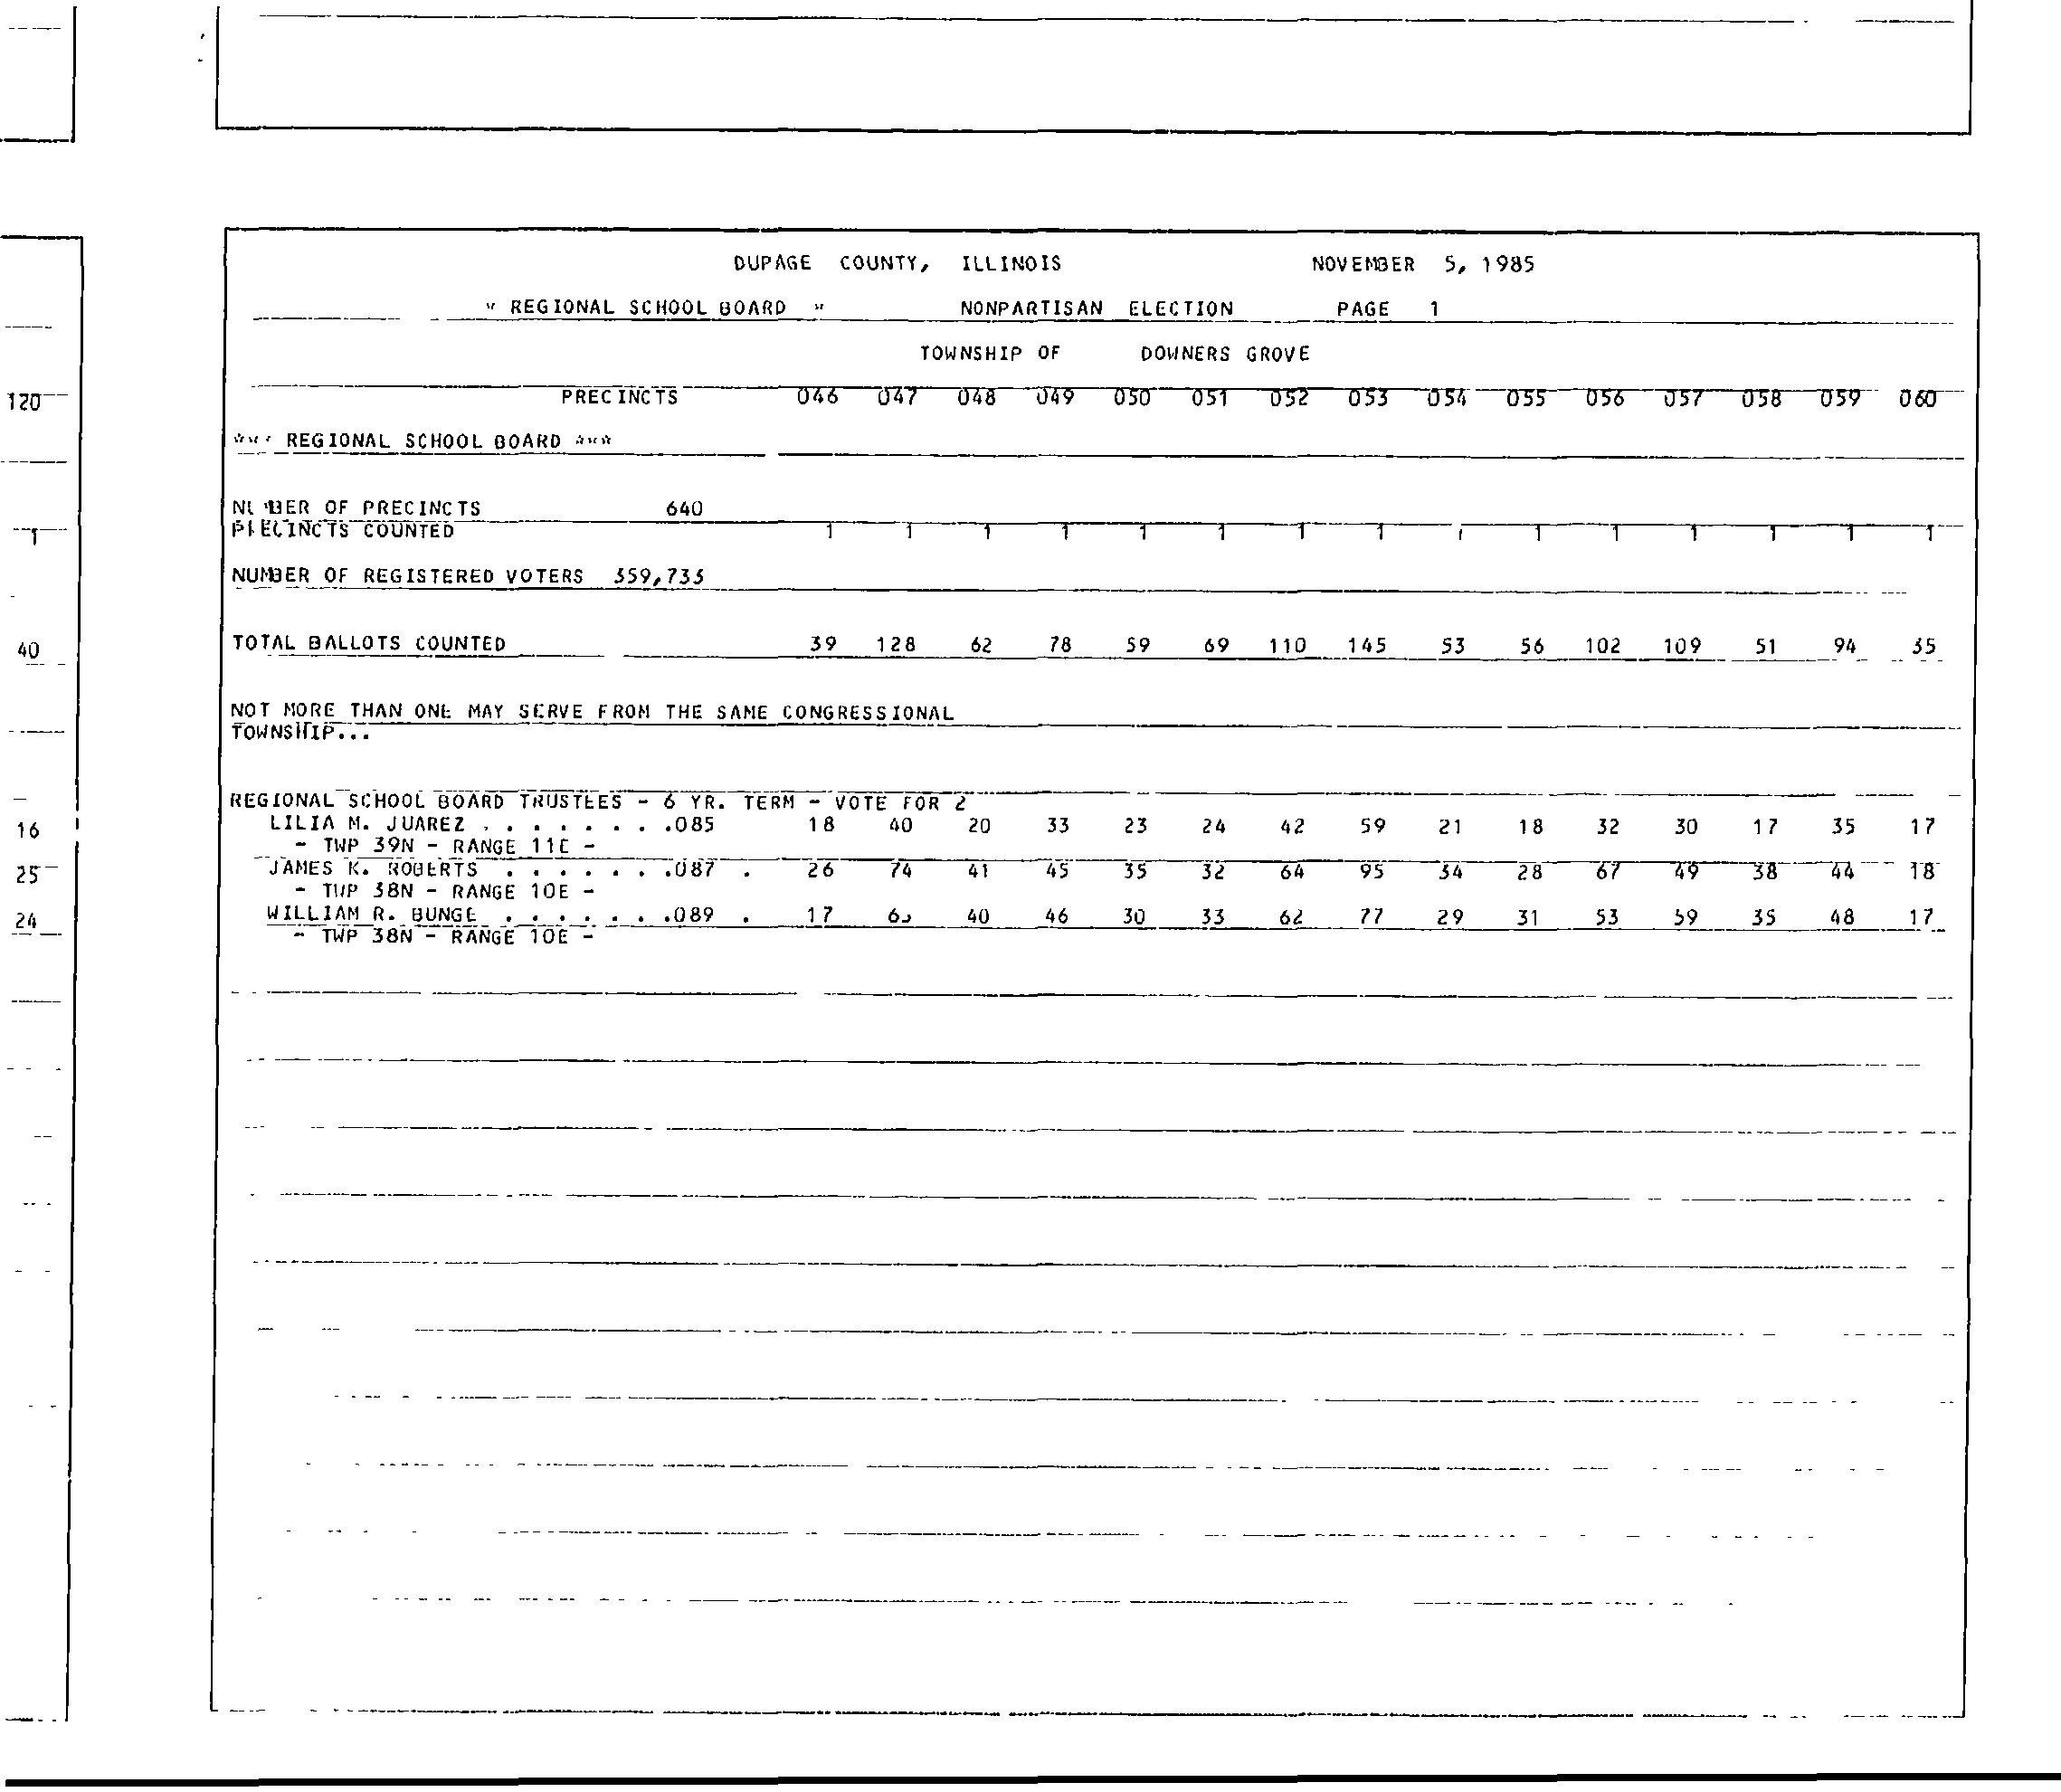 120
1
40
16
25
24
DUPAGE COUNTY, ILLINOIS NOVEMBER 5, 1985
* REGIONAL SCHOOL BOARD * NONPARTISAN ELECTION PAGE 1
TOWNSHIP OF DOWNERS GROVE
PRECINCTS 046 047 048 049 050 051 052 053 054 055 056 057 058 059 060
*** REGIONAL SCHOOL BOARD ***
NUMBER OF PRECINCTS 640
PRECINCTS COUNTED 1 1 1 1 1 1 1 1 1 1 1 1 1 1 1
NUMBER OF REGISTERED VOTERS 359,733
TOTAL BALLOTS COUNTED 39 128 62 78 59 69 110 145 53 56 102 109 51 94 35
NOT MORE THAN ONE MAY SERVE FROM THE SAME CONGRESSIONAL
TOWNSHIP...
REGIONAL SCHOOL BOARD TRUSTEES - 6 YR. TERM - VOTE FOR 2
LILIA M. JUAREZ . . . . . . . .085 18 40 20 33 23 24 42 59 21 18 32 30 17 35 17
- TWP 39N - RANGE 11E -
JAMES K. ROBERTS . . . . . . .087 . 26 74 41 45 35 32 64 95 34 28 67 49 38 44 18
- TWP 38N - RANGE 10E -
WILLIAM R. BUNGE . . . . . . .089 . 17 40 46 30 33 62 77 29 31 53 59 35 48 17
- TWP 38N - RANGE 10E -